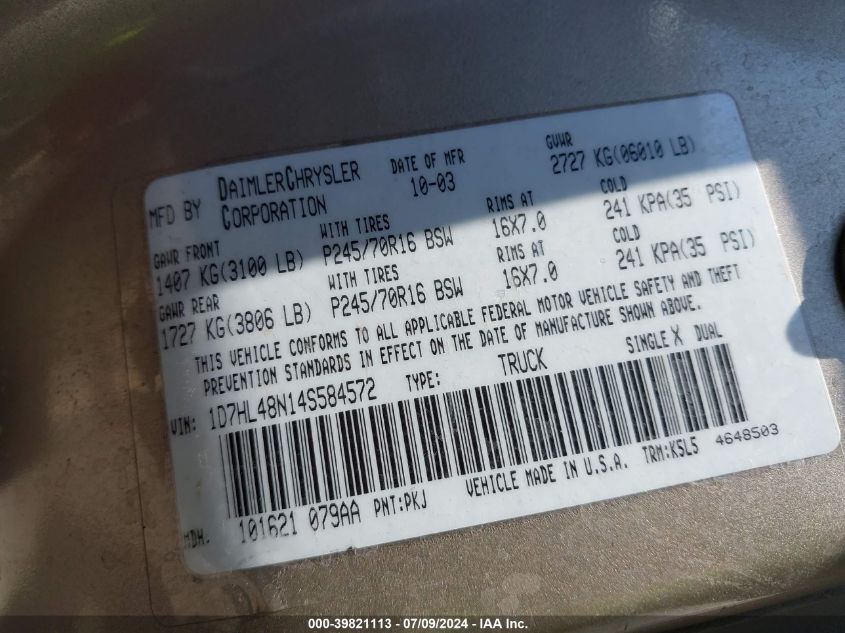 MFD BY DAIMLERCHRYSLER CORPORATION DATE OF MFR 10-03 GVWR 2727 KG(06010 LB)
GAWR FRONT WITH TIRES RIMS AT COLD
1407 KG(3100 LB) P245/70R16 BSW 16X7.0 241 KPA(35 PSI)
GAWR REAR WITH TIRES RIMS AT COLD
1727 KG(3806 LB) P245/70R16 BSW 16X7.0 241 KPA(35 PSI)
THIS VEHICLE CONFORMS TO ALL APPLICABLE FEDERAL MOTOR VEHICLE SAFETY AND THEFT
PREVENTION STANDARDS IN EFFECT ON THE DATE OF MANUFACTURE SHOWN ABOVE.
VIN: 1D7HL48N14S584572 TYPE: TRUCK SINGLE X DUAL
MDH. 101621 079AA PNT:PKJ VEHICLE MADE IN U.S.A. TRM:K5L5 4648503
000-39821113 - 07/09/2024 - IAA Inc.